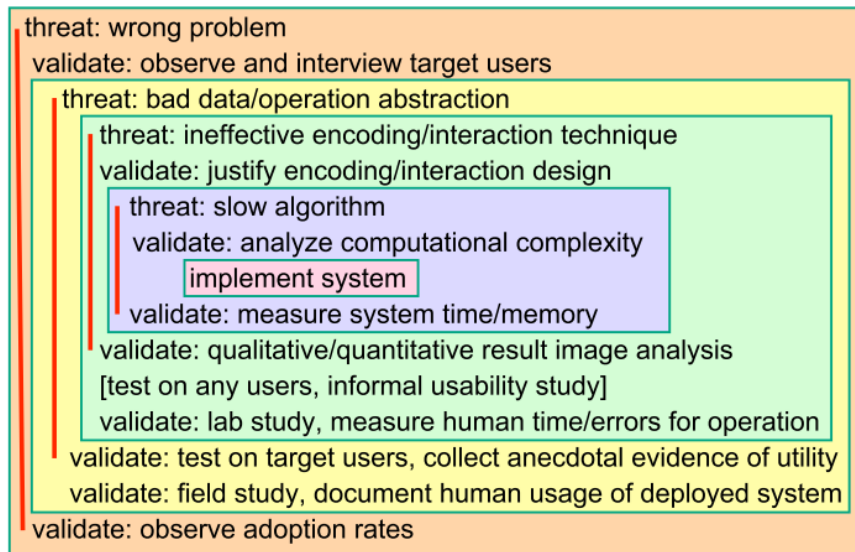 threat: wrong problem
validate: observe and interview target users
threat: bad data/operation abstraction
threat: ineffective encoding/interaction technique
validate: justify encoding/interaction design
threat: slow algorithm
validate: analyze computational complexity
implement system
validate: measure system time/memory
validate: qualitative/quantitative result image analysis
[test on any users, informal usability study]
validate: lab study, measure human time/errors for operation
validate: test on target users, collect anecdotal evidence of utility
validate: field study, document human usage of deployed system
validate: observe adoption rates